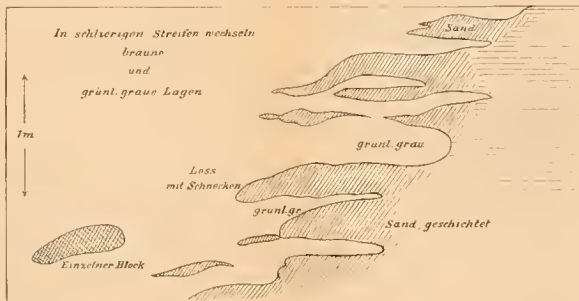 In schlierigen Streifen wechseln
braune
und
grünl. graue Lagen
Sand
1m
grünl. grau
Löss
mit Schnecken
grunl. gr.
Sand, geschichtet
Einzelner Block